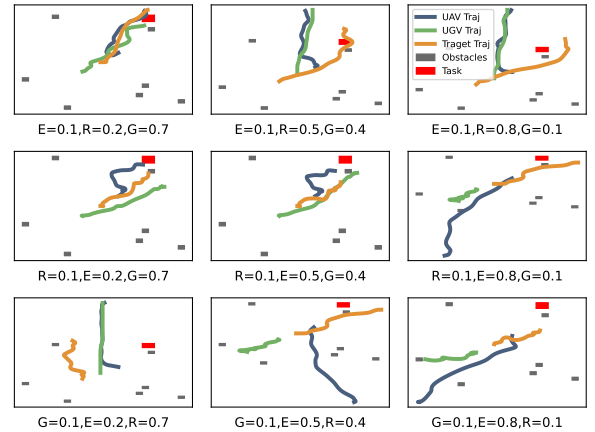 UAV Traj
UGV Traj
Traget Traj
Obstacles
Task
E=0.1,R=0.2,G=0.7
E=0.1,R=0.5,G=0.4
E=0.1,R=0.8,G=0.1
R=0.1,E=0.2,G=0.7
R=0.1,E=0.5,G=0.4
R=0.1,E=0.8,G=0.1
G=0.1,E=0.2,R=0.7
G=0.1,E=0.5,R=0.4
G=0.1,E=0.8,R=0.1